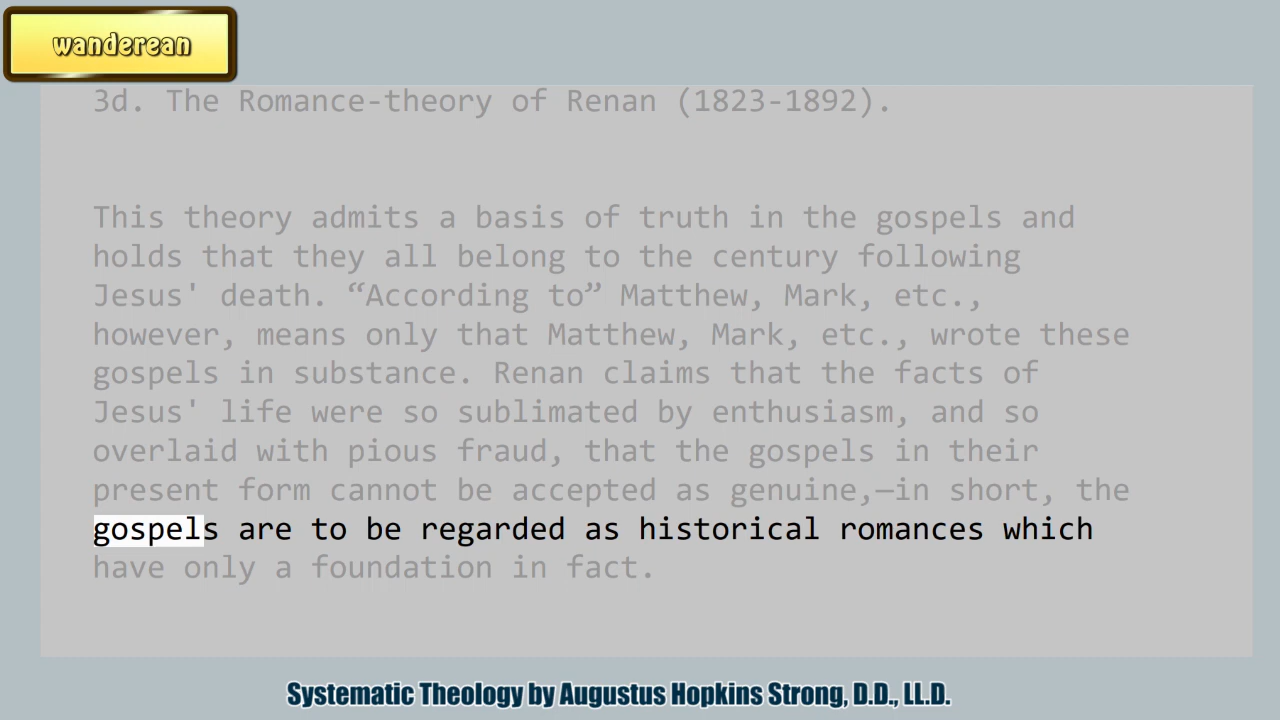 wanderean
3d. The Romance-theory of Renan (1823-1892).
This theory admits a basis of truth in the gospels and
holds that they all belong to the century following
Jesus' death. “According to” Matthew, Mark, etc.,
however, means only that Matthew, Mark, etc., wrote these
gospels in substance. Renan claims that the facts of
Jesus' life were so sublimated by enthusiasm, and so
overlaid with pious fraud, that the gospels in their
present form cannot be accepted as genuine,—in short, the
gospels are to be regarded as historical romances which
have only a foundation in fact.
Systematic Theology by Augustus Hopkins Strong, D.D., LL.D.